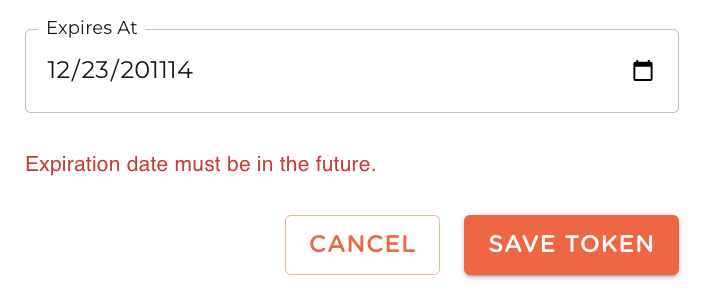 Expires At
12/23/201114
Expiration date must be in the future.
CANCEL SAVE TOKEN